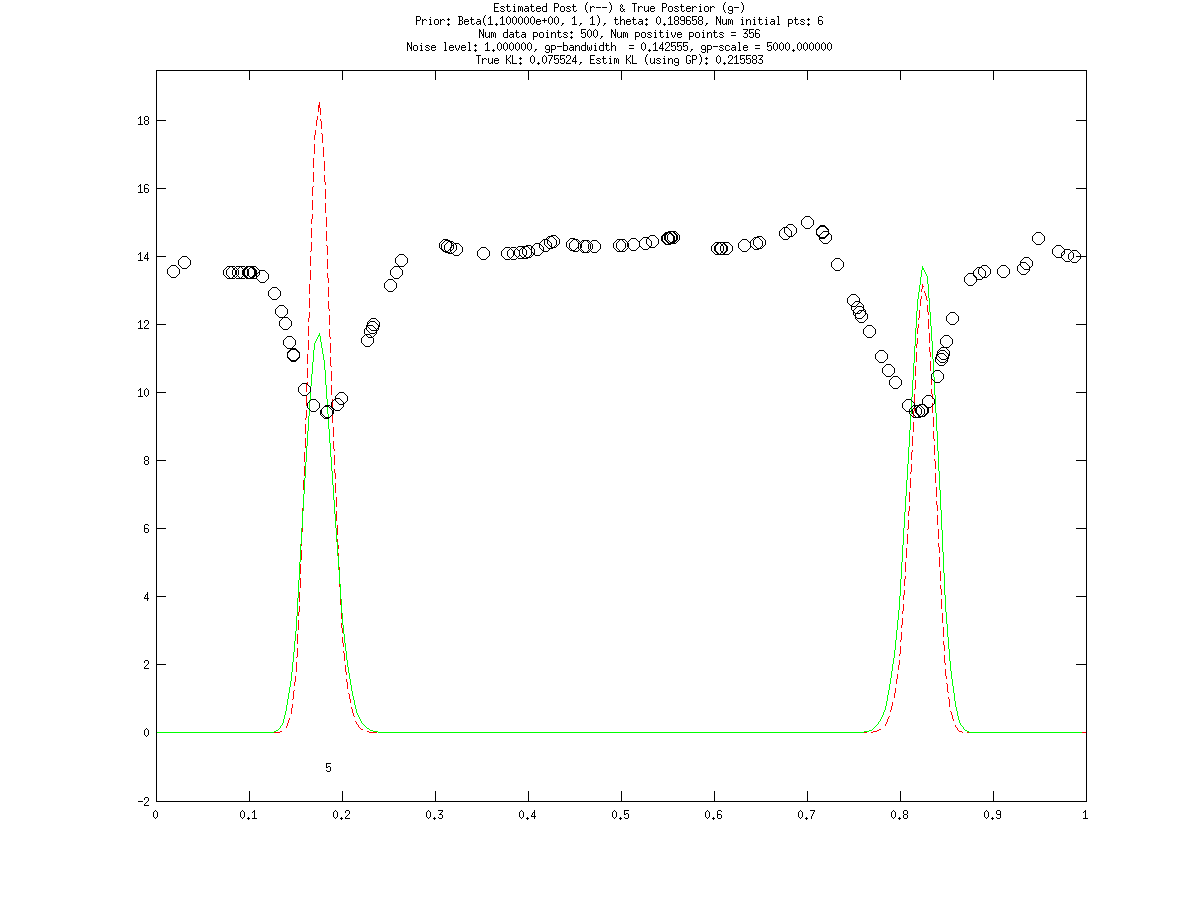 Estimated Post (r--) & True Posterior (g-)
Prior: Beta(1.100000e+00, 1, 1), theta: 0.189658, Num initial pts: 6
Num data points: 500, Num positive points = 356
Noise level: 1.000000, gp-bandwidth  = 0.142555, gp-scale = 5000.000000
True KL: 0.075524, Estim KL (using GP): 0.215583
18
16
14
12
10
8
6
4
2
0
-2
5
0 0.1 0.2 0.3 0.4 0.5 0.6 0.7 0.8 0.9 1